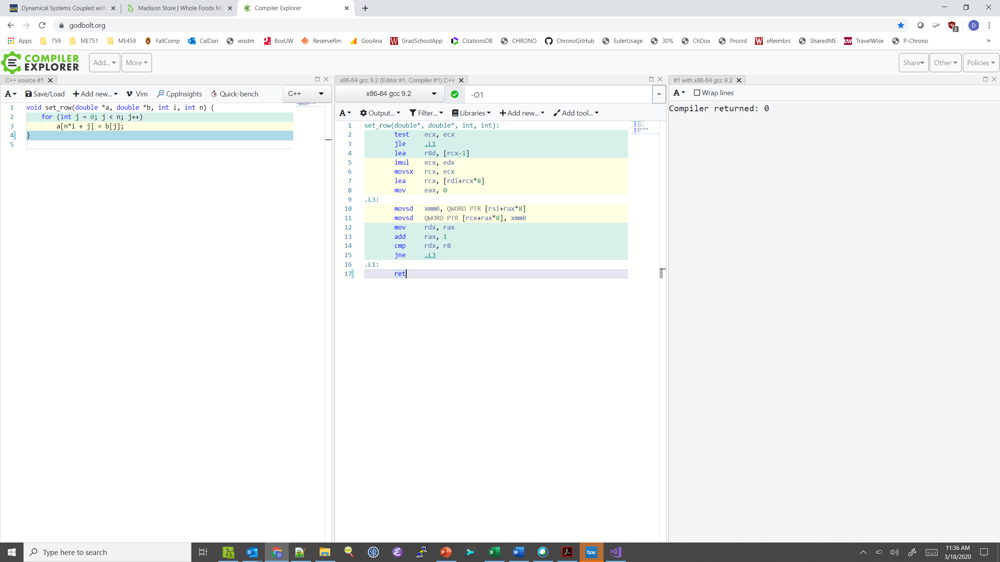 Dynamical Systems Coupled with
Madison Store | Whole Foods Ma
Compiler Explorer
godbolt.org
2
D
Apps 759 ME751 ME459 FallComp CalDan wisdm BoxUW ReserveRm GooAna GradSchoolApp CitationsDB CHRONO ChronoGitHub EulerUsage 30% ChDox Procrd eReimbrs SharedME TravelWIse P-Chrono »
COMPILER
EXPLORER
Add... More Share Other Policies
C++ source #1
A Save/Load Add new... Vim CppInsights Quick-bench C++
1 void set_row(double *a, double *b, int i, int n) {
2 for (int j = 0; j < n; j++)
3 a[n*i + j] = b[j];
4 }
5
x86-64 gcc 9.2 (Editor #1, Compiler #1) C++
x86-64 gcc 9.2 -O1
A Output... Filter... Libraries Add new... Add tool...
1 set_row(double*, double*, int, int):
2 test ecx, ecx
3 jle .L1
4 lea r8d, [rcx-1]
5 imul ecx, edx
6 movsx rcx, ecx
7 lea rcx, [rdi+rcx*8]
8 mov eax, 0
9 .L3:
10 movsd xmm0, QWORD PTR [rsi+rax*8]
11 movsd QWORD PTR [rcx+rax*8], xmm0
12 mov rdx, rax
13 add rax, 1
14 cmp rdx, r8
15 jne .L3
16 .L1:
17 ret
#1 with x86-64 gcc 9.2
A Wrap lines
Compiler returned: 0
Type here to search
box
11:36 AM
3/18/2020